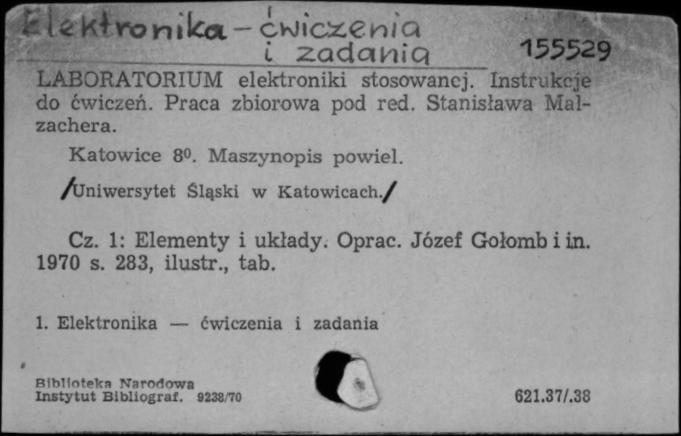 Elektronika - ćwiczenia
i zadania
155529
LABORATORIUM elektroniki stosowanej. Instrukcje
do ćwiczeń. Praca zbiorowa pod red. Stanisława Mal-
zachera.
Katowice 8⁰. Maszynopis powiel.
/Uniwersytet Śląski w Katowicach./
Cz. 1: Elementy i układy. Oprac. Józef Gołomb i in.
1970 s. 283, ilustr., tab.
1. Elektronika — ćwiczenia i zadania
Biblioteka Narodowa
Instytut Bibliograf. 9238/70
621.37/.38